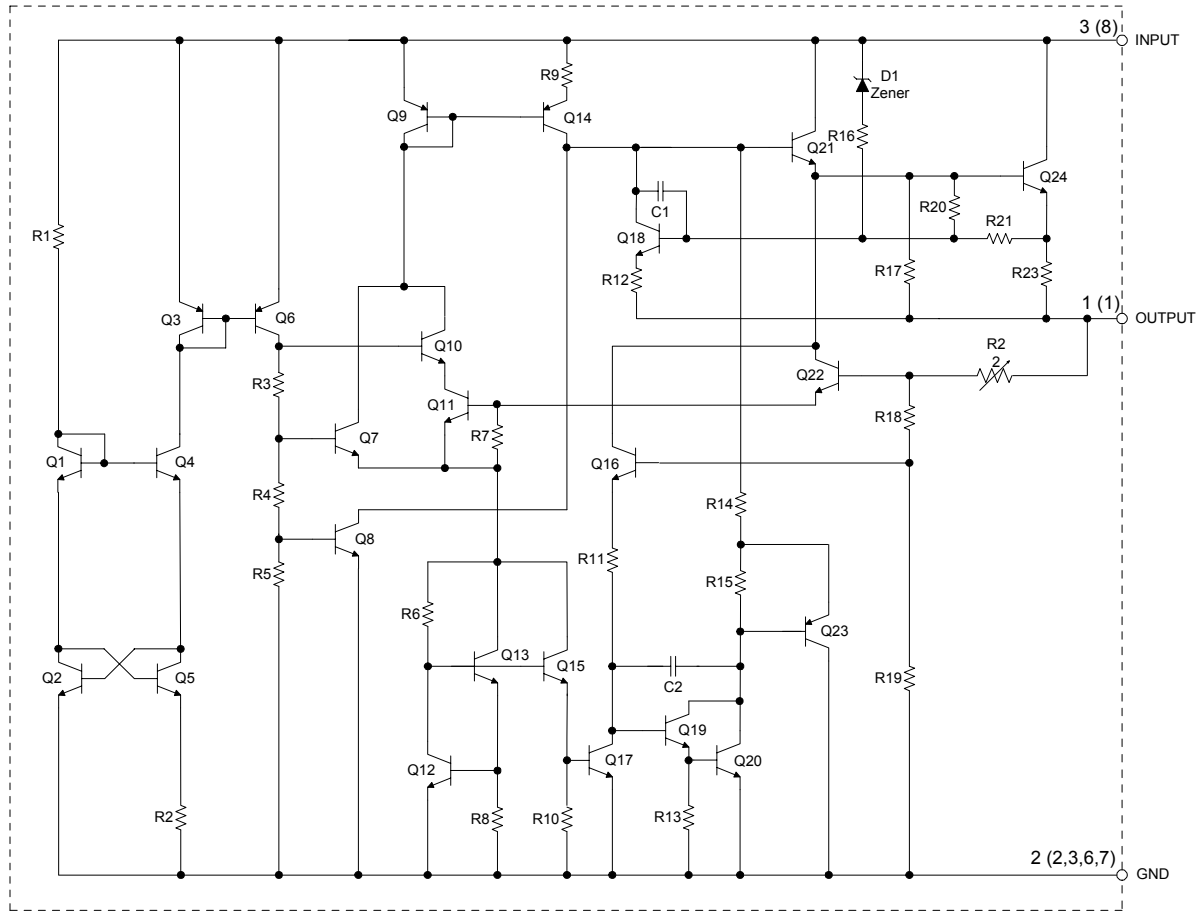 3 (8)
INPUT
R9
D1
Zener
Q9
Q14
Q21
R16
Q24
C1
R20
R21
R1
Q18
R12
R17
R23
1 (1)
OUTPUT
Q3
Q6
Q10
R2
2
R3
Q22
Q11
R18
Q7
R7
Q1
Q4
Q16
R4
R14
Q8
R11
R5
R15
R6
Q23
Q13
Q15
Q2
Q5
C2
R19
Q19
Q12
Q17
Q20
R2
R8
R10
R13
2 (2,3,6,7)
GND